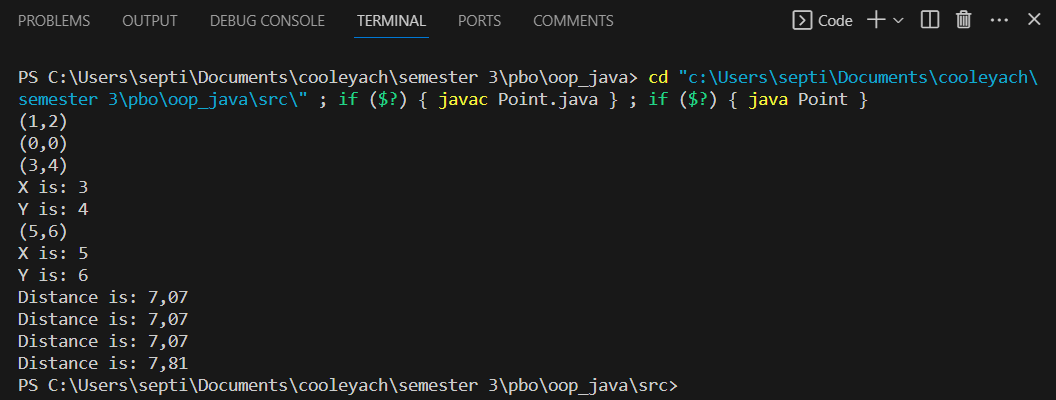 PROBLEMS OUTPUT DEBUG CONSOLE TERMINAL PORTS COMMENTS Code
PS C:\Users\septi\Documents\cooleyach\semester 3\pbo\oop_java> cd "c:\Users\septi\Documents\cooleyach\
semester 3\pbo\oop_java\src\" ; if ($?) { javac Point.java } ; if ($?) { java Point }
(1,2)
(0,0)
(3,4)
X is: 3
Y is: 4
(5,6)
X is: 5
Y is: 6
Distance is: 7,07
Distance is: 7,07
Distance is: 7,07
Distance is: 7,81
PS C:\Users\septi\Documents\cooleyach\semester 3\pbo\oop_java\src>